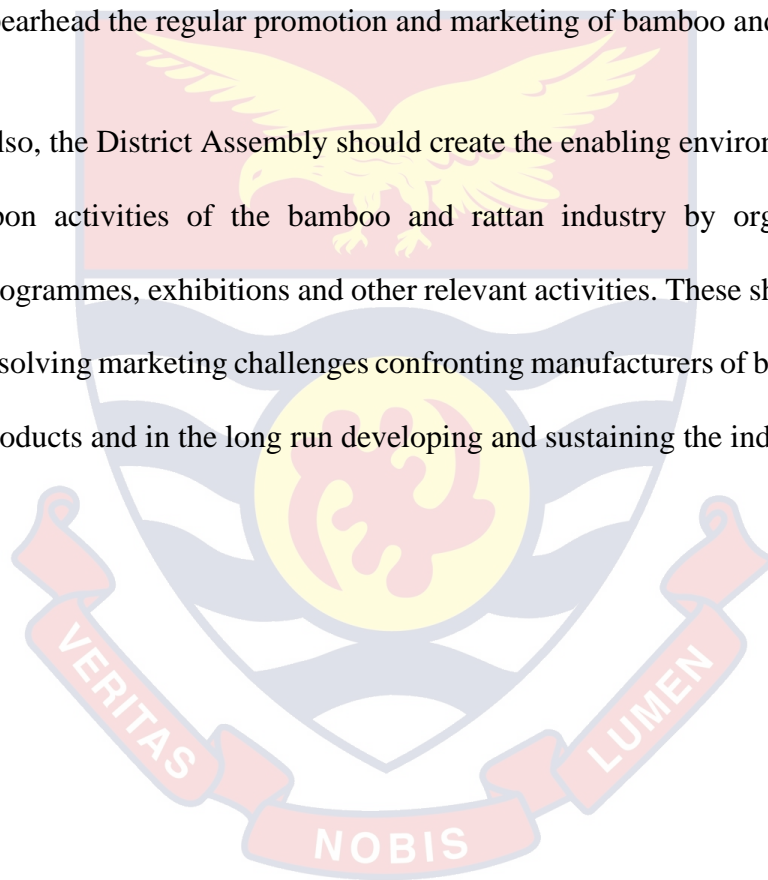 earhead the regular promotion and marketing of bamboo and
lso, the District Assembly should create the enabling environ
pon activities of the bamboo and rattan industry by org
ogrammes, exhibitions and other relevant activities. These sh
solving marketing challenges confronting manufacturers of b
oducts and in the long run developing and sustaining the ind
VERITAS
NOBIS
LUMEN